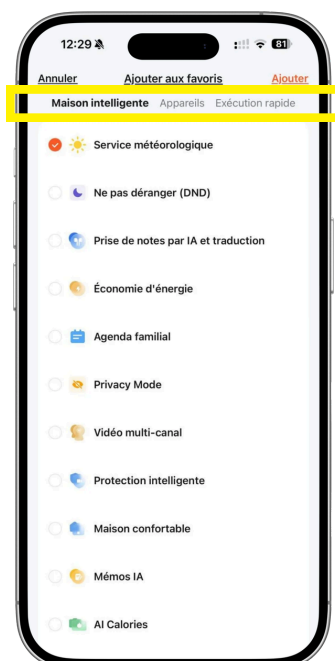 12:29
81
Annuler Ajouter aux favoris Ajouter
Maison intelligente Appareils Exécution rapide
Service météorologique
Ne pas déranger (DND)
Prise de notes par IA et traduction
Économie d'énergie
Agenda familial
Privacy Mode
Vidéo multi-canal
Protection intelligente
Maison confortable
Mémos IA
AI Calories